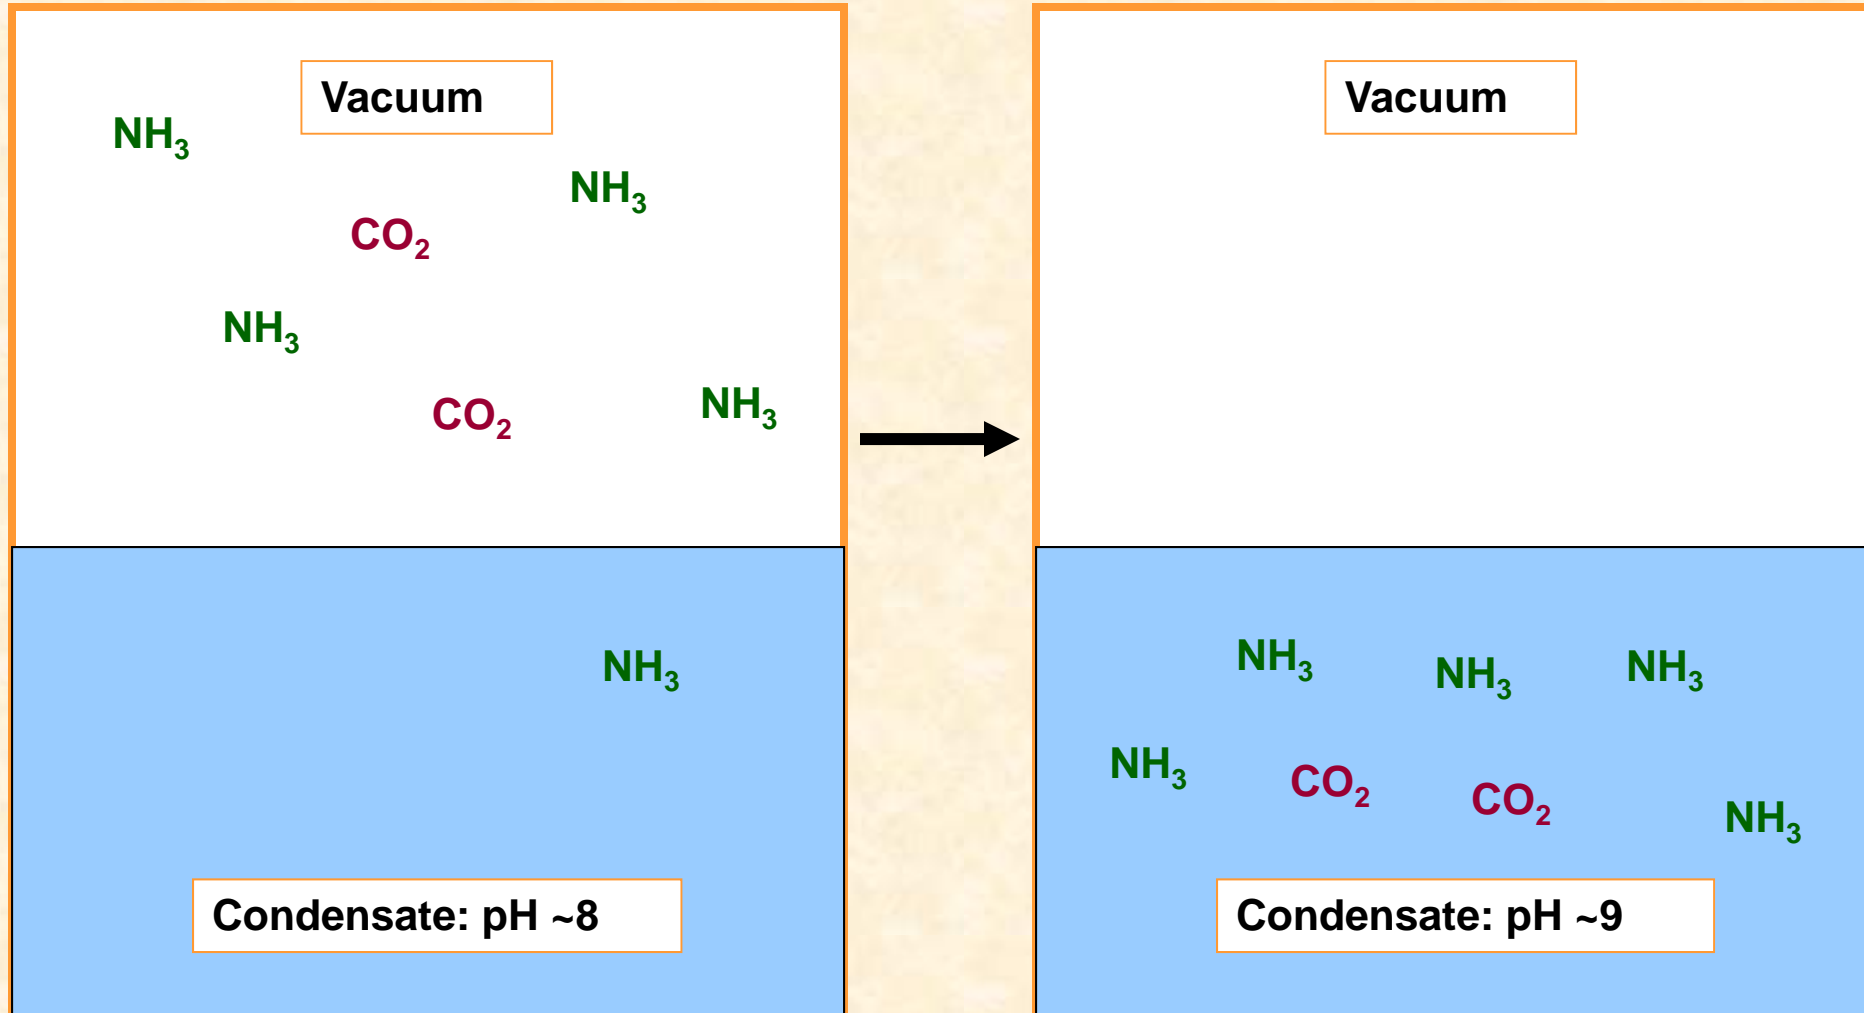 Vacuum
NH₃
NH₃
CO₂
NH₃
CO₂
NH₃
NH₃
Condensate: pH ~8
Vacuum
NH₃
NH₃
NH₃
NH₃
CO₂
CO₂
NH₃
Condensate: pH ~9